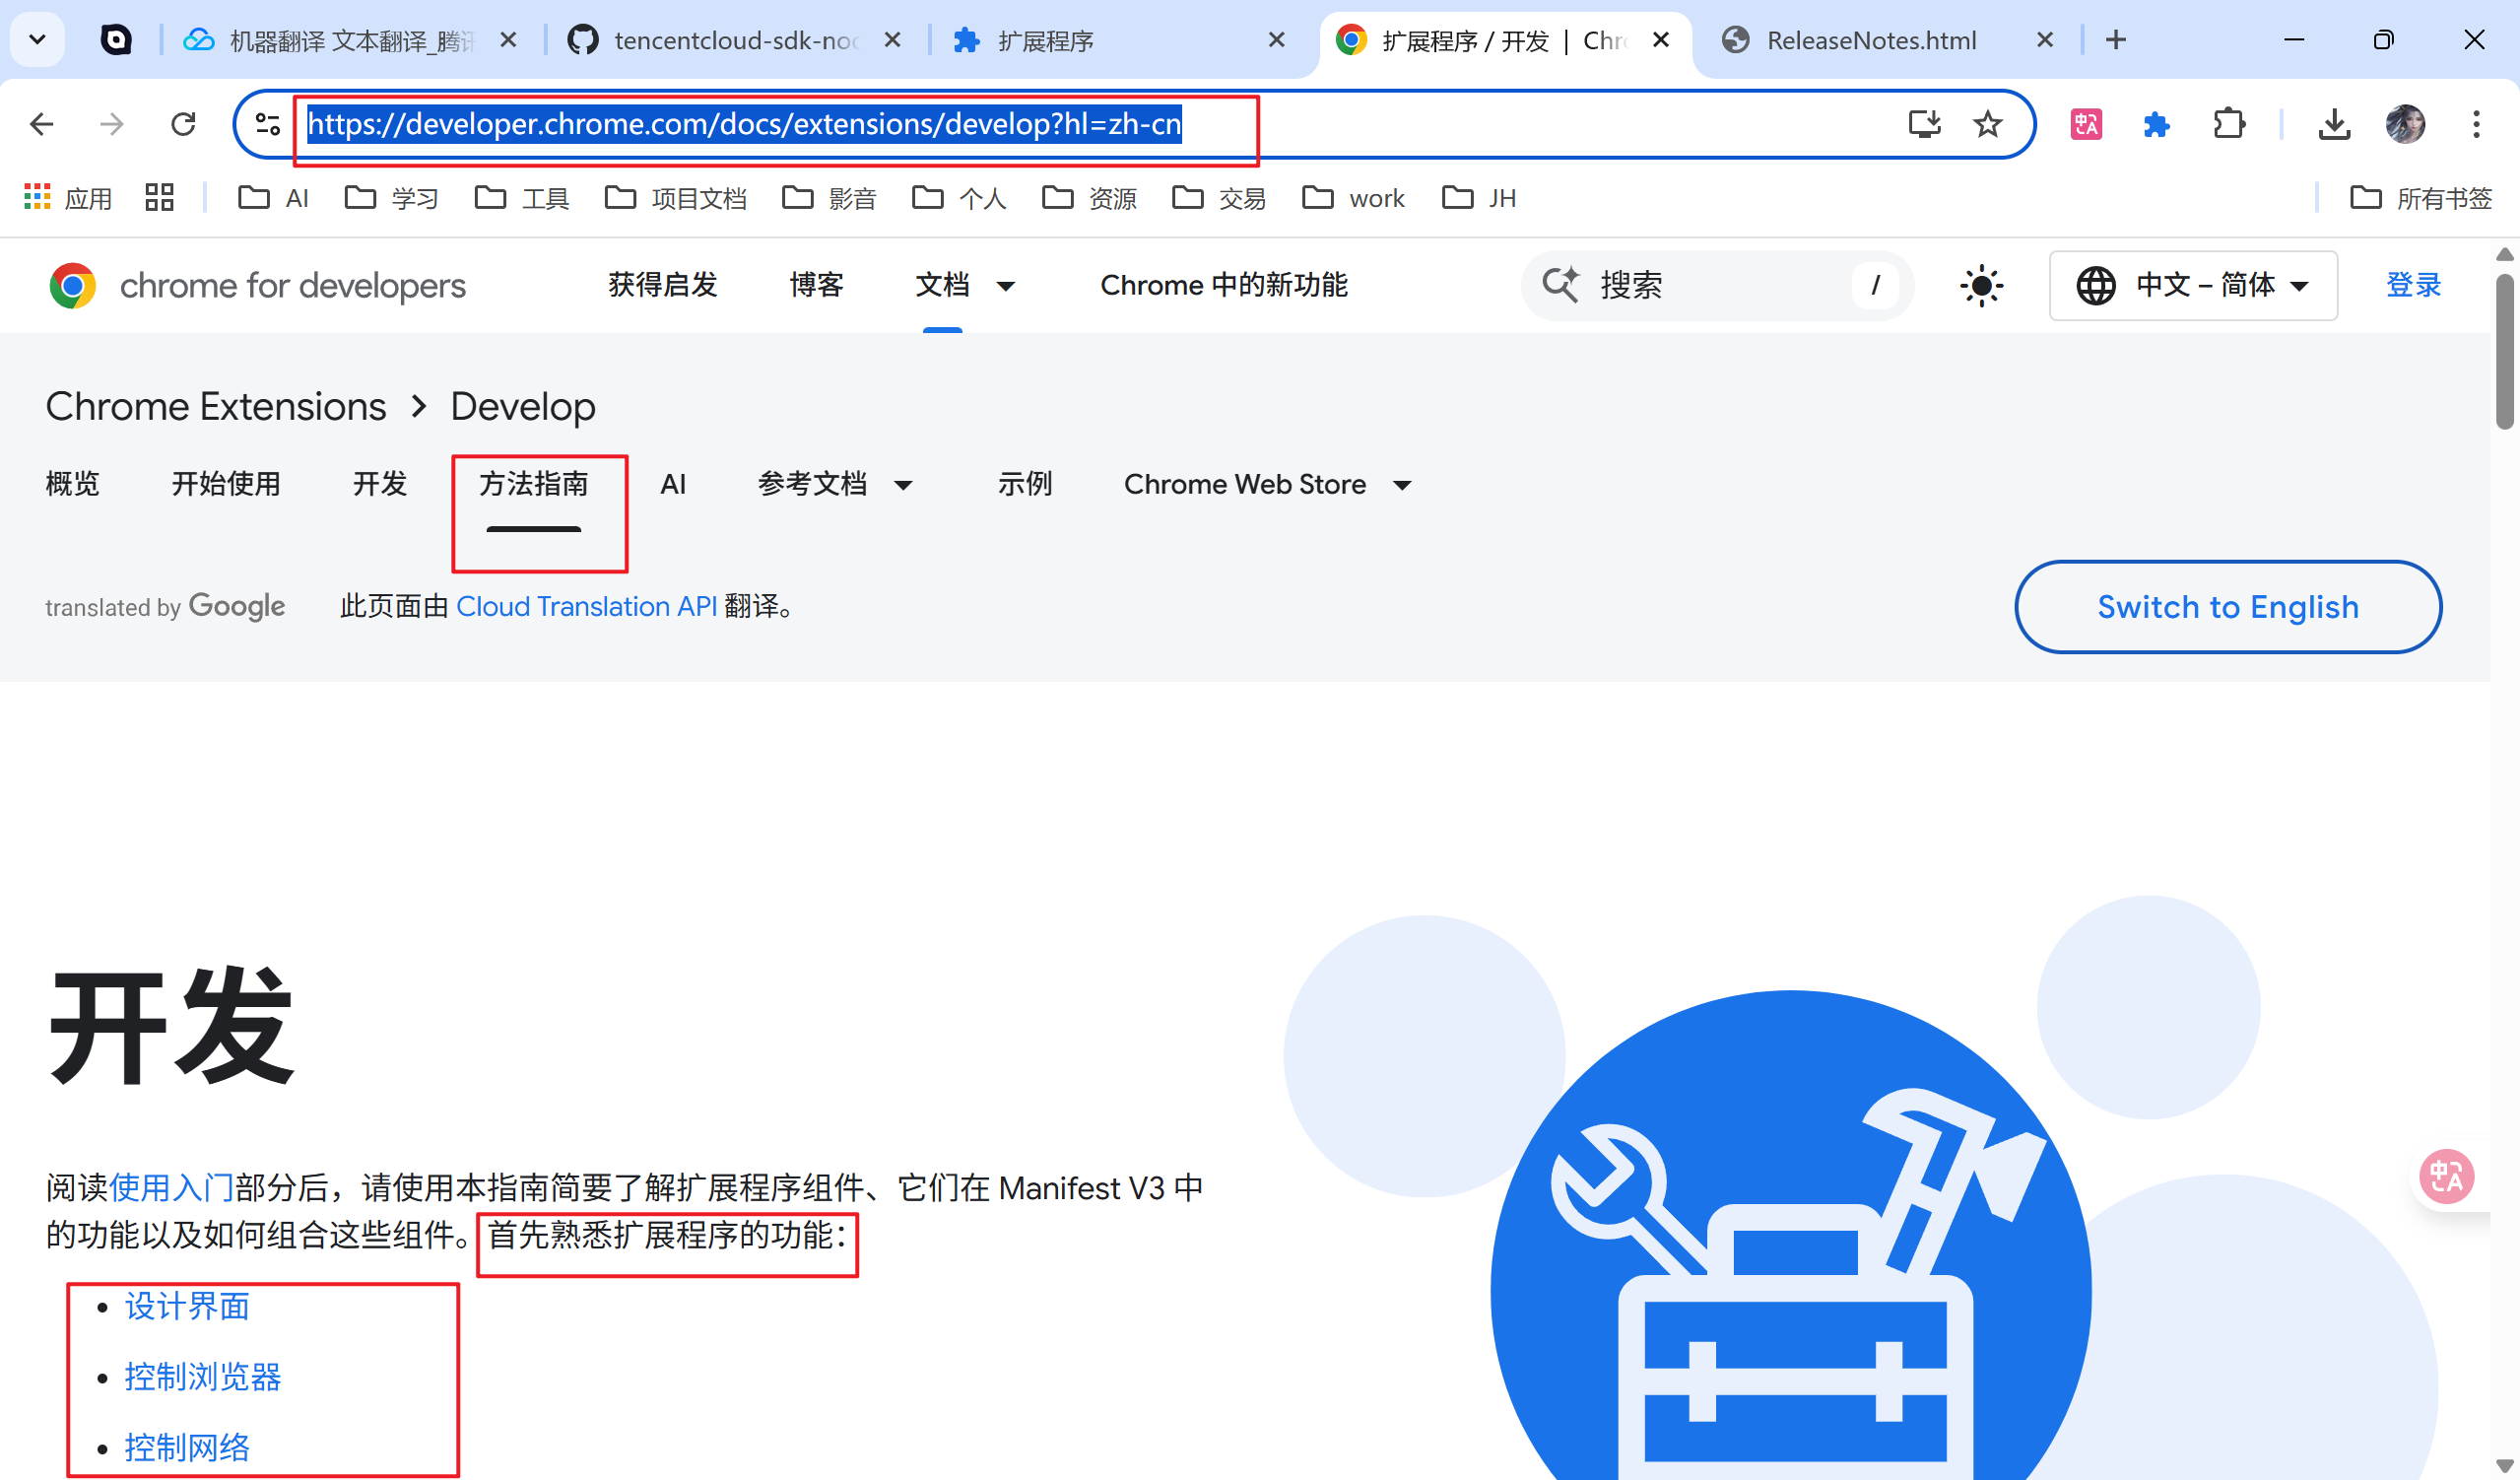 机器翻译 文本翻译_腾讯
tencentcloud-sdk-noc
扩展程序
扩展程序 / 开发 | Chr
ReleaseNotes.html
https://developer.chrome.com/docs/extensions/develop?hl=zh-cn
应用
AI
学习
工具
项目文档
影音
个人
资源
交易
work
JH
所有书签
chrome for developers
获得启发
博客
文档
Chrome 中的新功能
搜索
/
中文 – 简体
登录
Chrome Extensions > Develop
概览
开始使用
开发
方法指南
AI
参考文档
示例
Chrome Web Store
translated by Google
此页面由 Cloud Translation API 翻译。
Switch to English
开发
阅读使用入门部分后，请使用本指南简要了解扩展程序组件、它们在 Manifest V3 中
的功能以及如何组合这些组件。首先熟悉扩展程序的功能：
• 设计界面
• 控制浏览器
• 控制网络